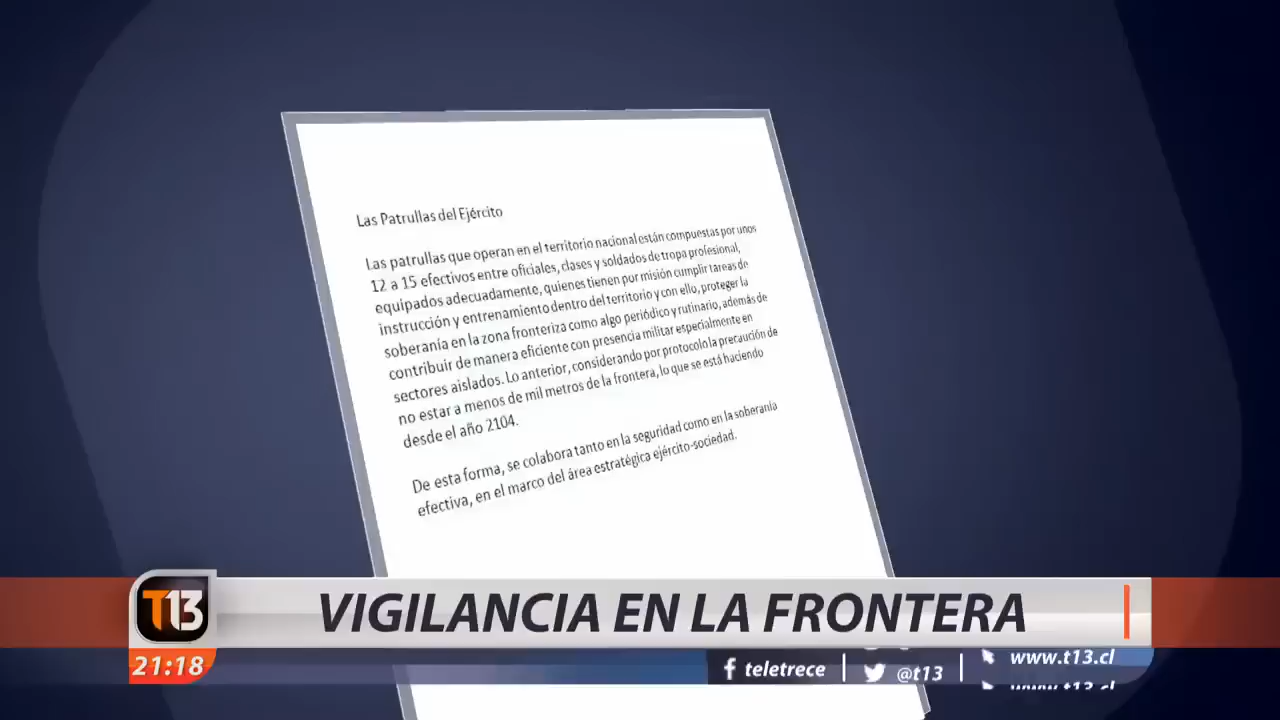 Las Patrullas del Ejército
Las patrullas que operan en el territorio nacional están compuestas por unos
12 a 15 efectivos entre oficiales, clases y soldados de tropa profesional,
equipados adecuadamente, quienes tienen por misión cumplir tareas de
instrucción y entrenamiento dentro del territorio y con ello, proteger la
soberanía en la zona fronteriza como algo periódico y rutinario, además de
contribuir de manera eficiente con presencia militar especialmente en
sectores aislados. Lo anterior, considerando por protocolo la precaución de
no estar a menos de mil metros de la frontera, lo que se está haciendo
desde el año 2104.
De esta forma, se colabora tanto en la seguridad como en la soberanía
efectiva, en el marco del área estratégica ejército-sociedad.
T13
VIGILANCIA EN LA FRONTERA
21:18
teletrece
@t13
www.t13.cl
www.t13.cl